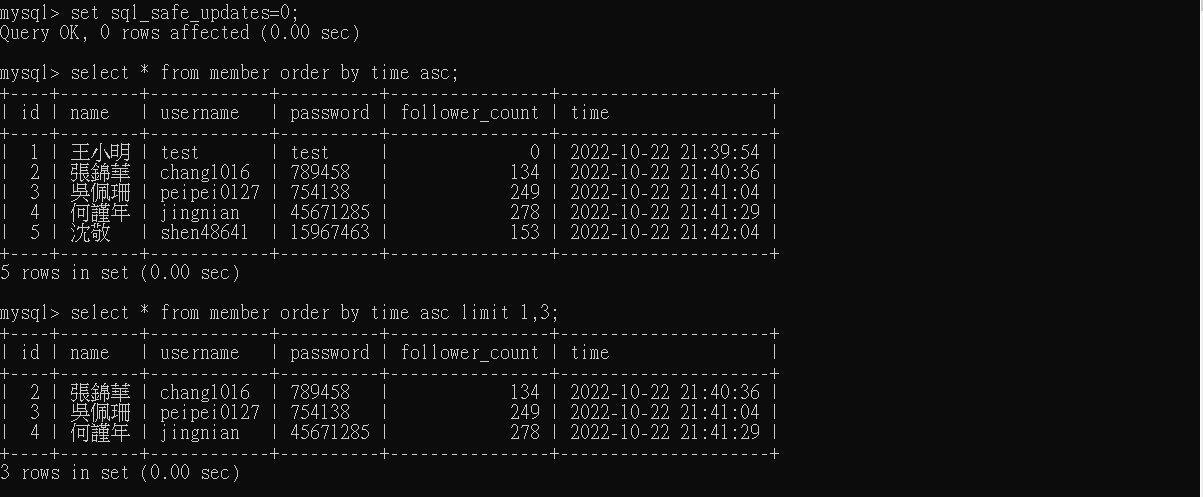 mysql> set sql_safe_updates=0;
Query OK, 0 rows affected (0.00 sec)
mysql> select * from member order by time asc;
+----+--------+------------+----------+----------------+---------------------+
| id | name   | username   | password | follower_count | time                |
+----+--------+------------+----------+----------------+---------------------+
|  1 | 王小明 | test       | test     |              0 | 2022-10-22 21:39:54 |
|  2 | 張錦華 | chang1016  | 789458   |            134 | 2022-10-22 21:40:36 |
|  3 | 吳佩珊 | peipei0127 | 754138   |            249 | 2022-10-22 21:41:04 |
|  4 | 何謹年 | jingnian   | 45671285 |            278 | 2022-10-22 21:41:29 |
|  5 | 沈敬   | shen48641  | 15967463 |            153 | 2022-10-22 21:42:04 |
+----+--------+------------+----------+----------------+---------------------+
5 rows in set (0.00 sec)
mysql> select * from member order by time asc limit 1,3;
+----+--------+------------+----------+----------------+---------------------+
| id | name   | username   | password | follower_count | time                |
+----+--------+------------+----------+----------------+---------------------+
|  2 | 張錦華 | chang1016  | 789458   |            134 | 2022-10-22 21:40:36 |
|  3 | 吳佩珊 | peipei0127 | 754138   |            249 | 2022-10-22 21:41:04 |
|  4 | 何謹年 | jingnian   | 45671285 |            278 | 2022-10-22 21:41:29 |
+----+--------+------------+----------+----------------+---------------------+
3 rows in set (0.00 sec)